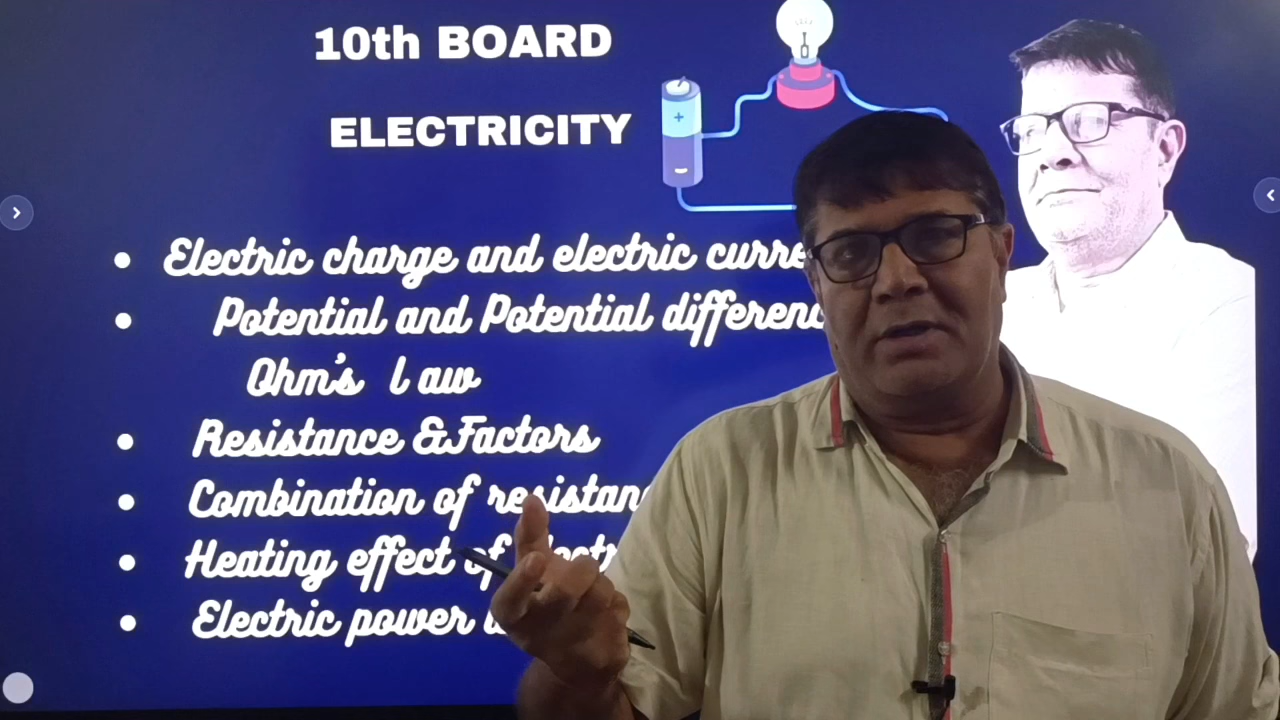 10th BOARD
ELECTRICITY
• Electric charge and electric
• Potential and Potential
Ohm's law
• Resistance &Factors
• Combination of
• Heating effect of
• Electric power